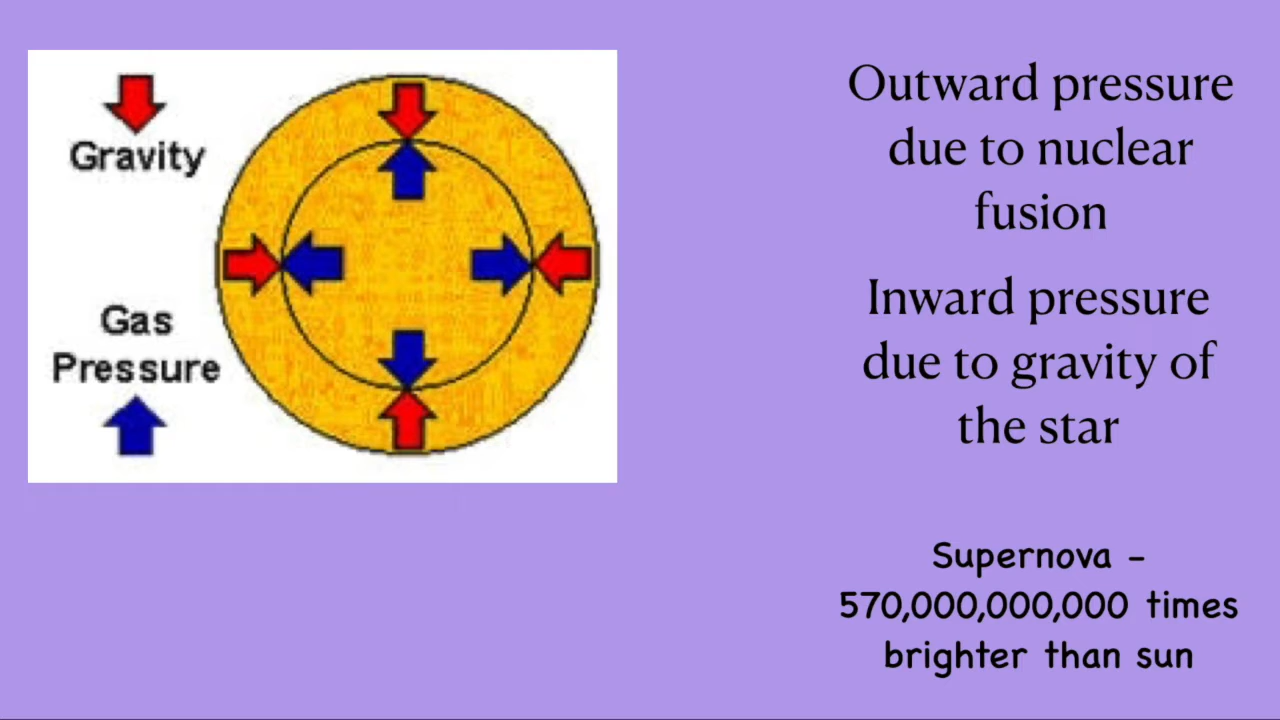 Gravity
Gas
Pressure
Outward pressure
due to nuclear
fusion
Inward pressure
due to gravity of
the star
Supernova -
570,000,000,000 times
brighter than sun